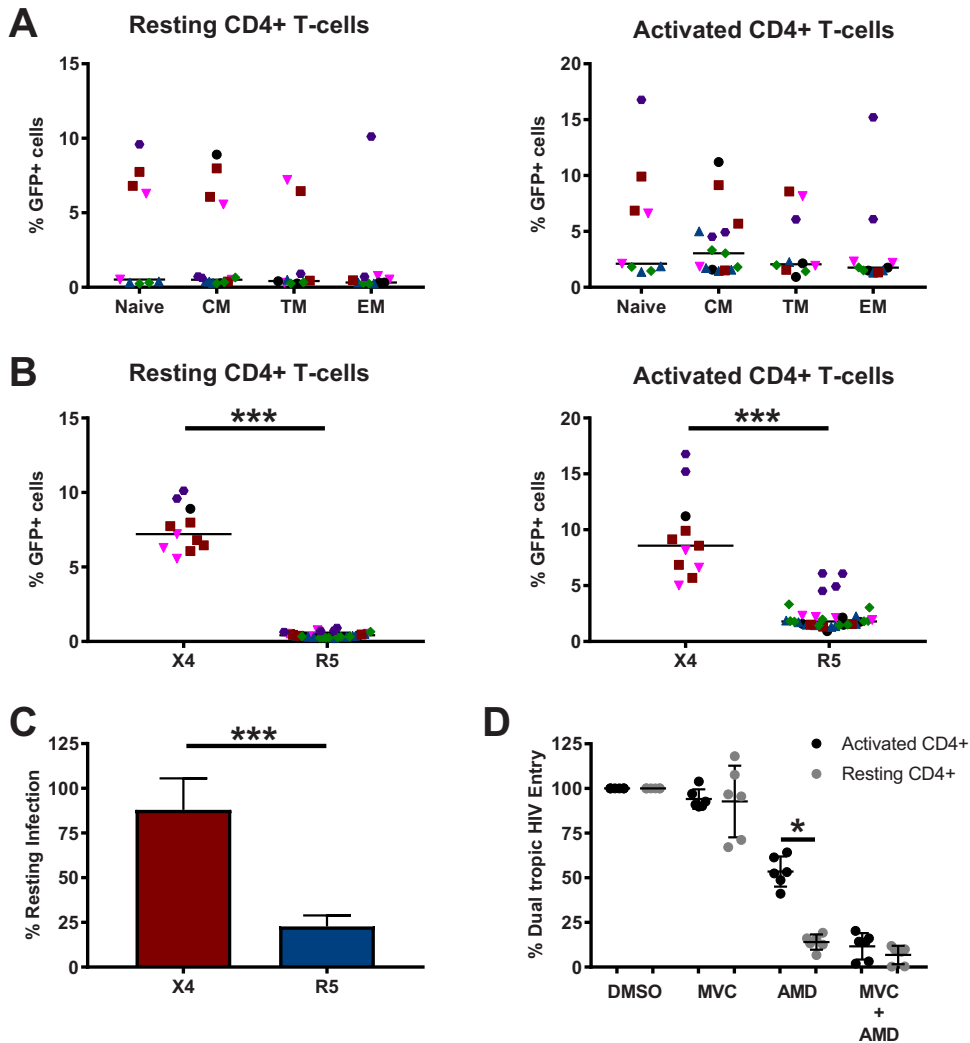 A
Resting CD4+ T-cells
% GFP+ cells
15
10
5
0
Naive CM TM EM
Activated CD4+ T-cells
% GFP+ cells
20
15
10
5
0
Naive CM TM EM
B
Resting CD4+ T-cells
% GFP+ cells
15
10
5
0
***
X4 R5
Activated CD4+ T-cells
% GFP+ cells
20
15
10
5
0
***
X4 R5
C
% Resting Infection
125
100
75
50
25
0
***
X4 R5
D
% Dual tropic HIV Entry
125
100
75
50
25
0
Activated CD4+
Resting CD4+
*
DMSO MVC AMD MVC
+
AMD